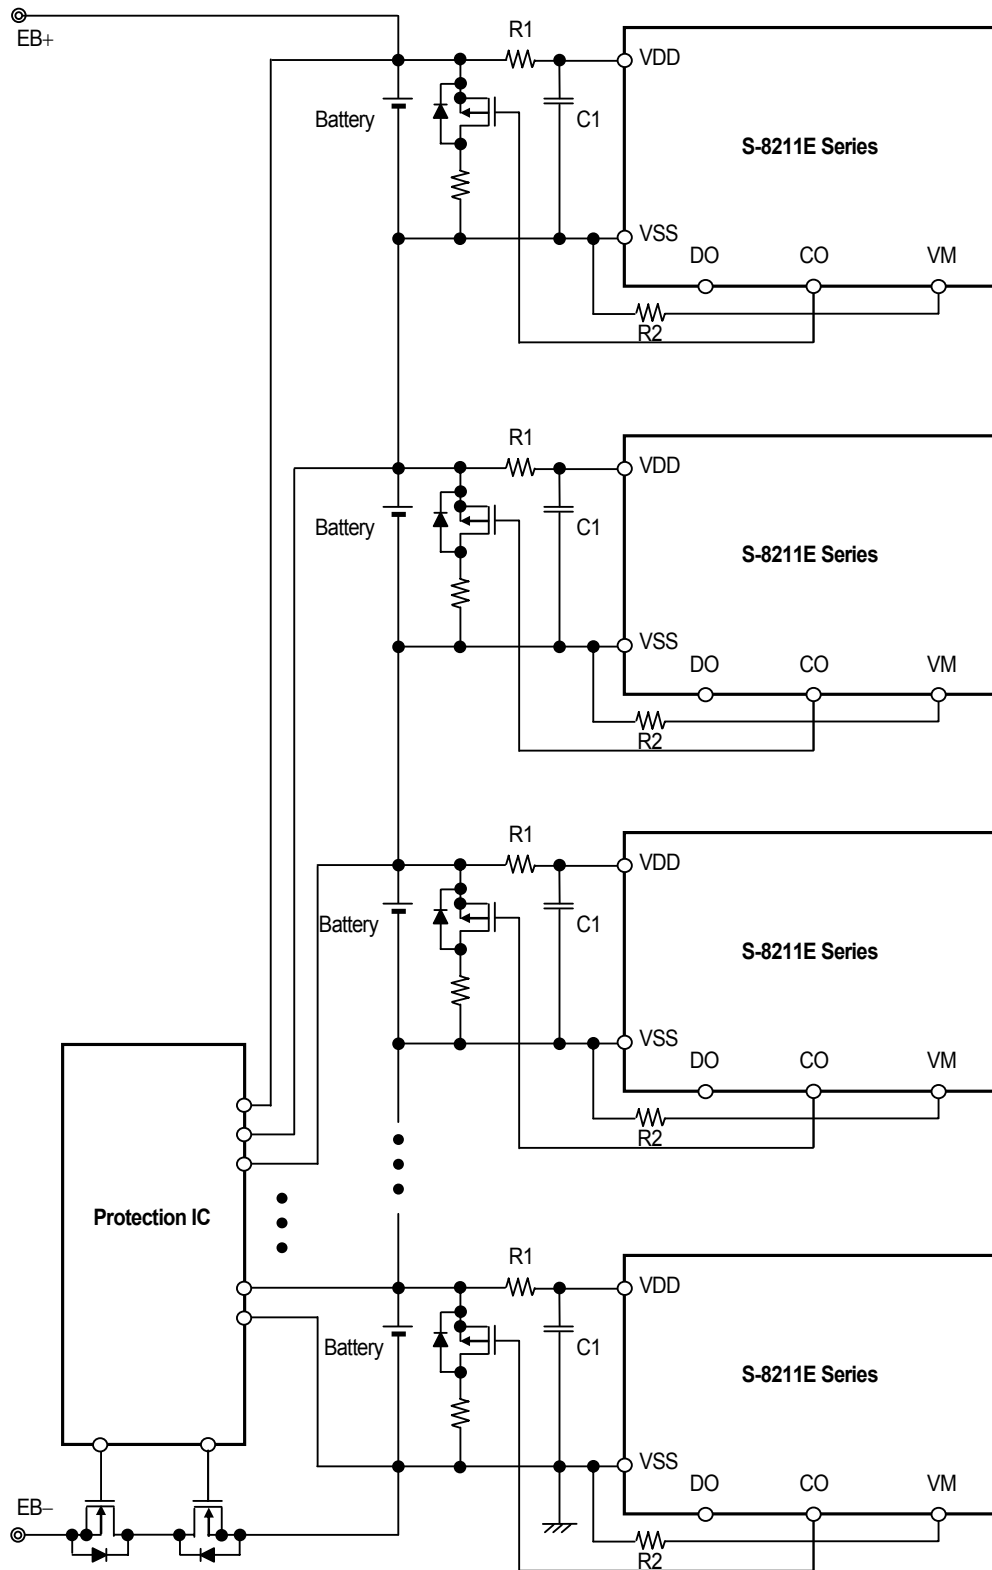 EB+
R1
VDD
Battery
C1
S-8211E Series
VSS
DO
CO
VM
R2
R1
VDD
Battery
C1
S-8211E Series
VSS
DO
CO
VM
R2
R1
VDD
Battery
C1
S-8211E Series
VSS
DO
CO
VM
R2
Protection IC
R1
VDD
Battery
C1
S-8211E Series
VSS
DO
CO
VM
EB−
R2